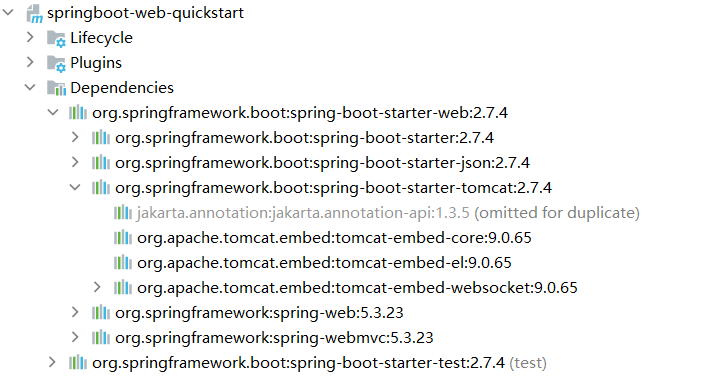 springboot-web-quickstart
Lifecycle
Plugins
Dependencies
org.springframework.boot:spring-boot-starter-web:2.7.4
org.springframework.boot:spring-boot-starter:2.7.4
org.springframework.boot:spring-boot-starter-json:2.7.4
org.springframework.boot:spring-boot-starter-tomcat:2.7.4
jakarta.annotation:jakarta.annotation-api:1.3.5 (omitted for duplicate)
org.apache.tomcat.embed:tomcat-embed-core:9.0.65
org.apache.tomcat.embed:tomcat-embed-el:9.0.65
org.apache.tomcat.embed:tomcat-embed-websocket:9.0.65
org.springframework:spring-web:5.3.23
org.springframework:spring-webmvc:5.3.23
org.springframework.boot:spring-boot-starter-test:2.7.4 (test)